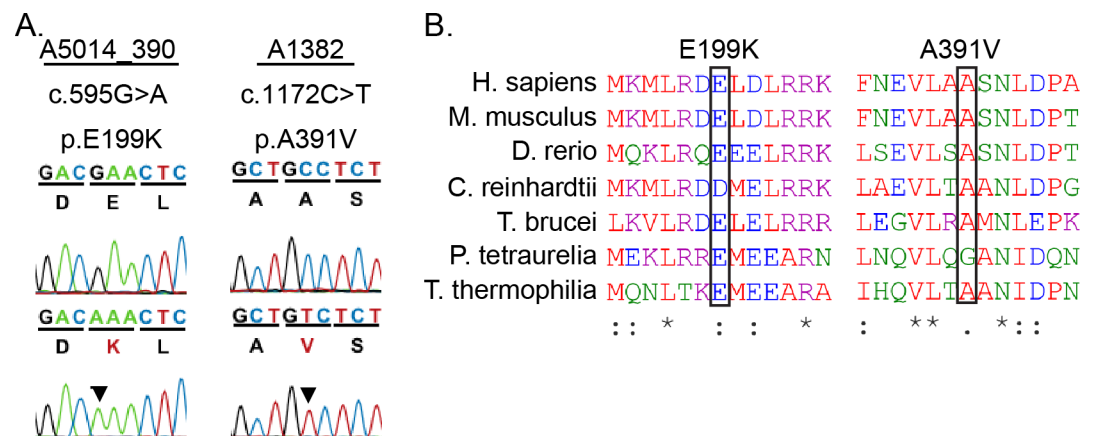 A.
A5014_390
c.595G>A
p.E199K
GACGAACTC
D E L
GACAAACTC
D K L
A1382
c.1172C>T
p.A391V
GCTGCCTCT
A A S
GCTGTCTCT
A V S
B.
E199K A391V
H. sapiens MKMLRDELDLRRK FNEVLAASNLDPA
M. musculus MKMLRDELDLRRK FNEVLAASNLDPT
D. rerio MQKLRQEEELRRK LSEVLSASNLDPT
C. reinhardtii MKMLRDDMELRRK LAEVLTAANLDPG
T. brucei LKVLRDELELRRR LEGVLRAMNLEPK
P. tetraurelia MEKLRREMEEARN LNQVLQGANIDQN
T. thermophilia MQNLTKEMEEARA IHQVLTAANIDPN
: : * : : * : ** . *::